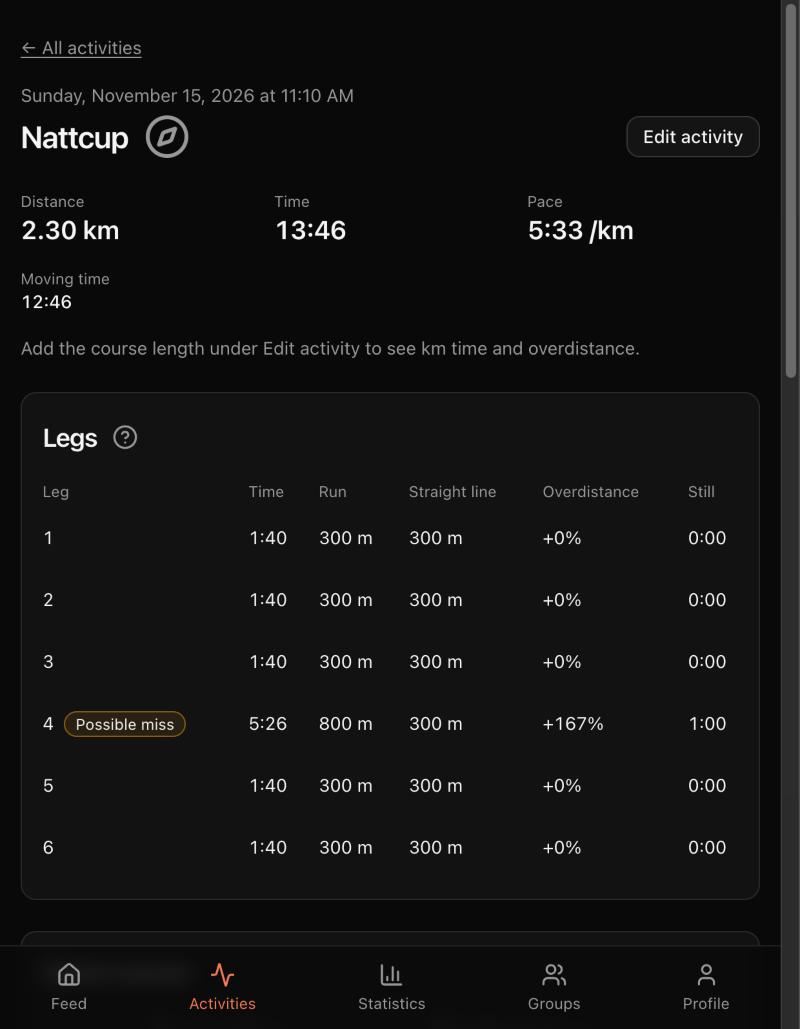 ← All activities
Sunday, November 15, 2026 at 11:10 AM
Nattcup
Edit activity
Distance Time Pace
2.30 km 13:46 5:33 /km
Moving time
12:46
Add the course length under Edit activity to see km time and overdistance.
Legs ?
Leg Time Run Straight line Overdistance Still
1 1:40 300 m 300 m +0% 0:00
2 1:40 300 m 300 m +0% 0:00
3 1:40 300 m 300 m +0% 0:00
4 Possible miss 5:26 800 m 300 m +167% 1:00
5 1:40 300 m 300 m +0% 0:00
6 1:40 300 m 300 m +0% 0:00
Feed Activities Statistics Groups Profile